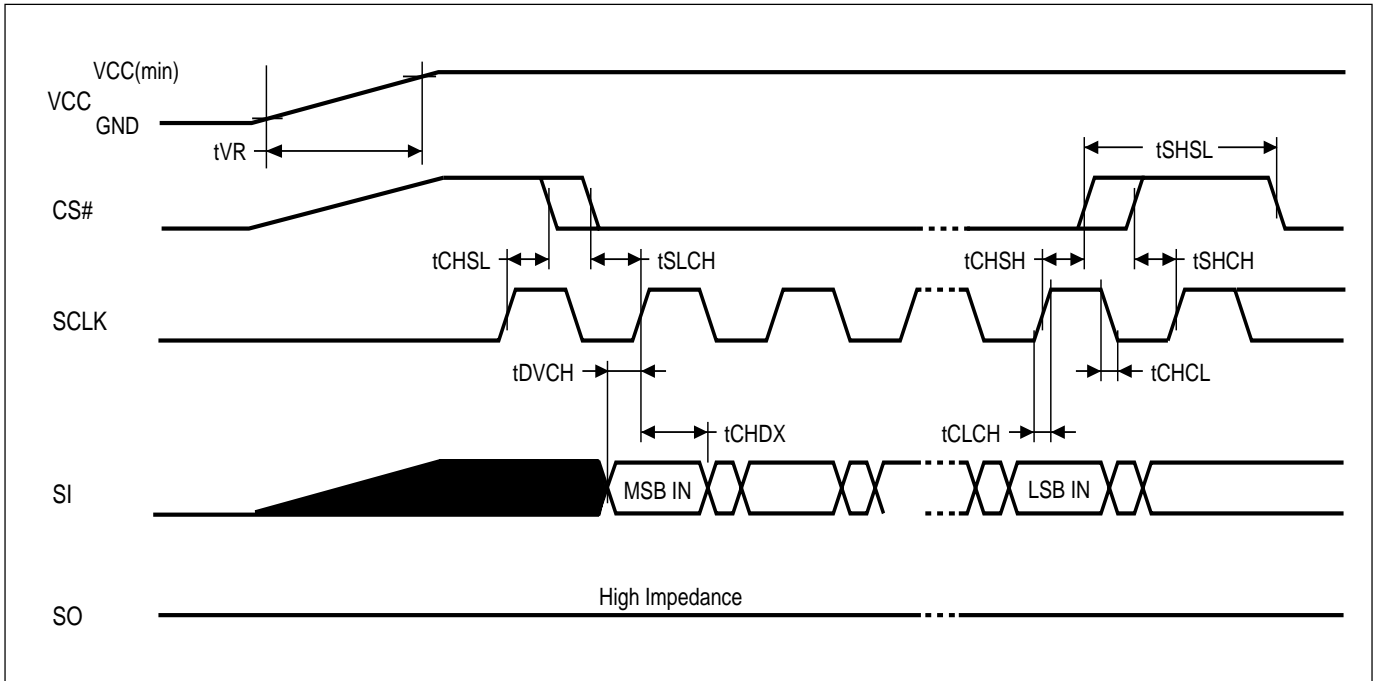 VCC(min)
VCC
GND
tVR
tSHSL
CS#
tCHSL
tSLCH
tCHSH
tSHCH
SCLK
tDVCH
tCHCL
tCHDX
tCLCH
SI
MSB IN
LSB IN
High Impedance
SO